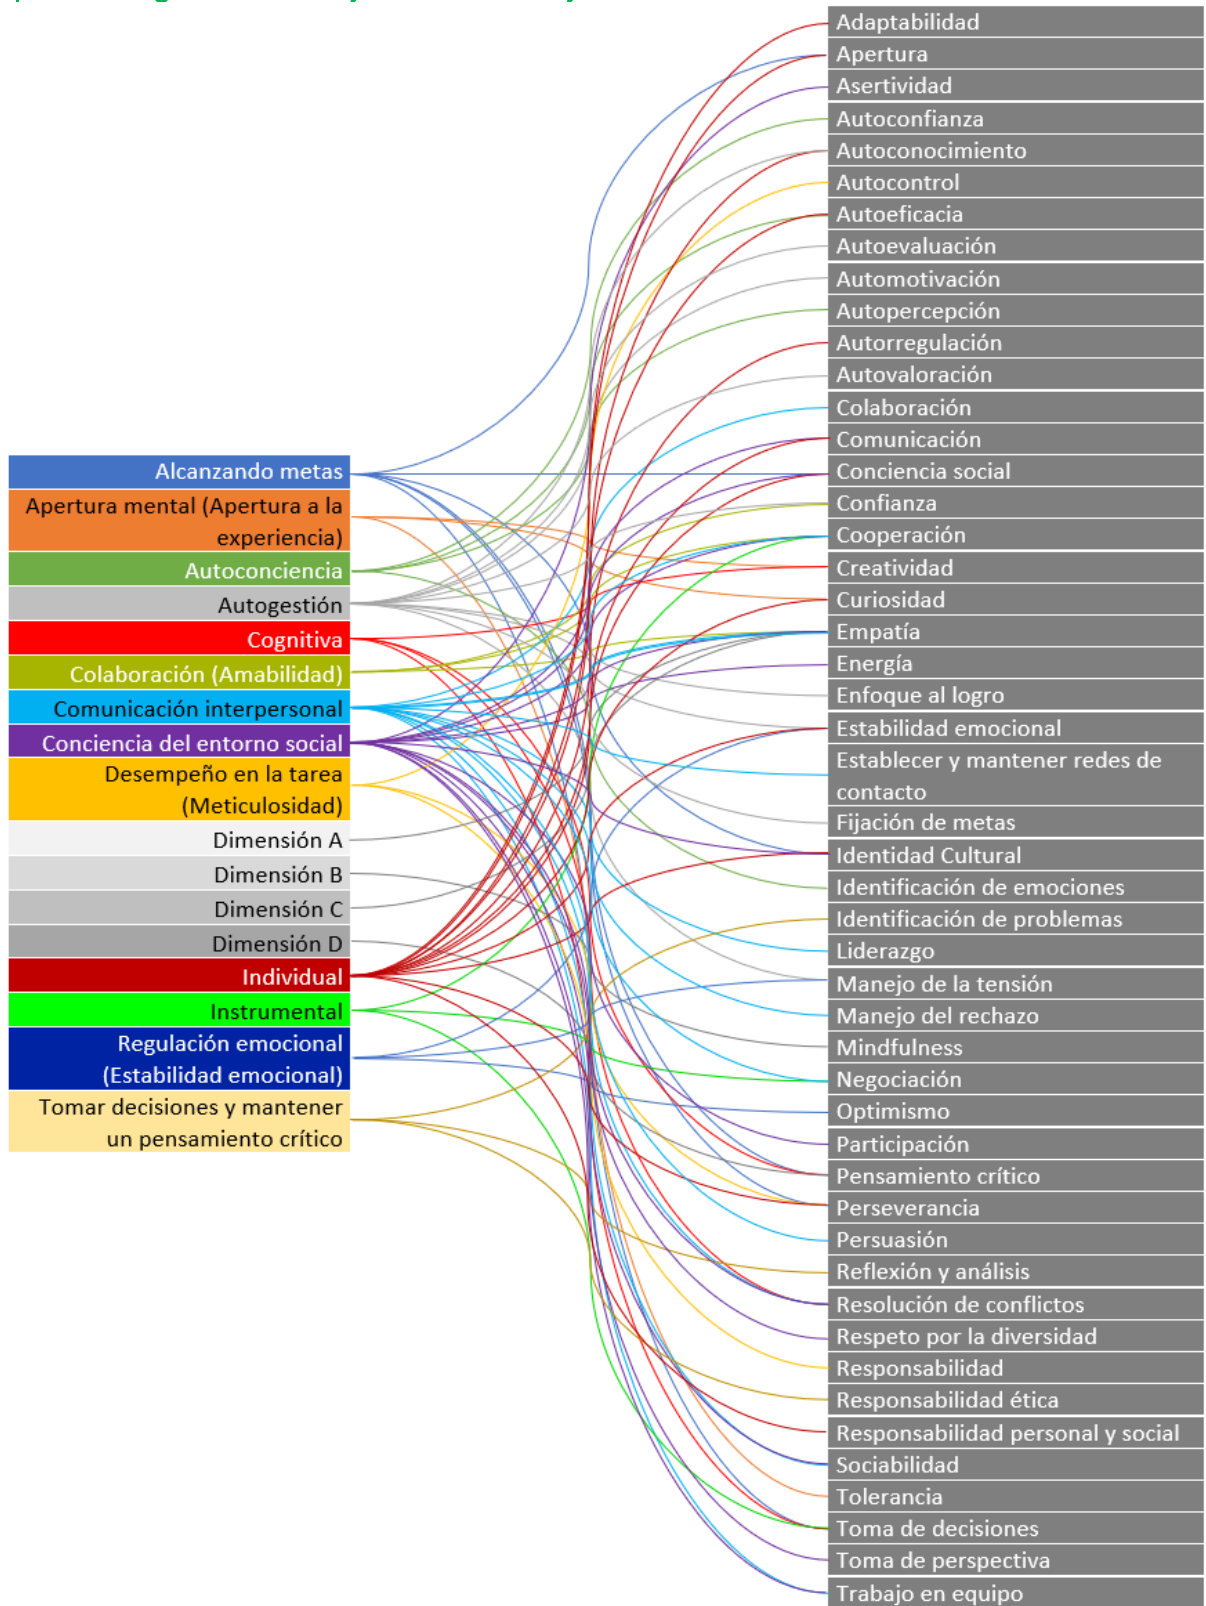 Alcanzando metas
Apertura mental (Apertura a la
experiencia)
Autoconciencia
Autogestión
Cognitiva
Colaboración (Amabilidad)
Comunicación interpersonal
Conciencia del entorno social
Desempeño en la tarea
(Meticulosidad)
Dimensión A
Dimensión B
Dimensión C
Dimensión D
Individual
Instrumental
Regulación emocional
(Estabilidad emocional)
Tomar decisiones y mantener
un pensamiento crítico
Adaptabilidad
Apertura
Asertividad
Autoconfianza
Autoconocimiento
Autocontrol
Autoeficacia
Autoevaluación
Automotivación
Autopercepción
Autorregulación
Autovaloración
Colaboración
Comunicación
Conciencia social
Confianza
Cooperación
Creatividad
Curiosidad
Empatía
Energía
Enfoque al logro
Estabilidad emocional
Establecer y mantener redes de
contacto
Fijación de metas
Identidad Cultural
Identificación de emociones
Identificación de problemas
Liderazgo
Manejo de la tensión
Manejo del rechazo
Mindfulness
Negociación
Optimismo
Participación
Pensamiento crítico
Perseverancia
Persuasión
Reflexión y análisis
Resolución de conflictos
Respeto por la diversidad
Responsabilidad
Responsabilidad ética
Responsabilidad personal y social
Sociabilidad
Tolerancia
Toma de decisiones
Toma de perspectiva
Trabajo en equipo